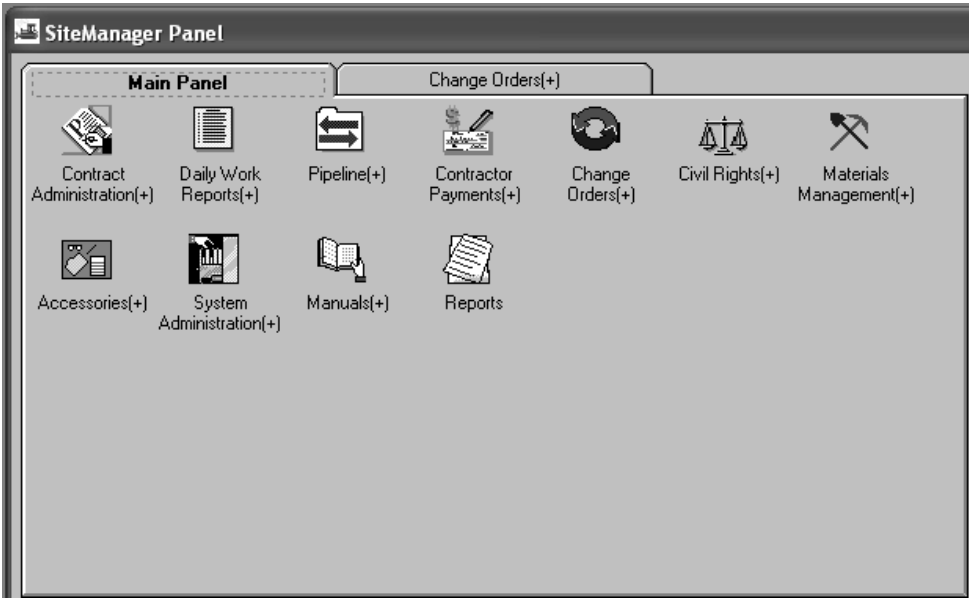 SiteManager Panel
Main Panel
Change Orders(+)
Contract
Administration(+)
Daily Work
Reports(+)
Pipeline(+)
Contractor
Payments(+)
Change
Orders(+)
Civil Rights(+)
Materials
Management(+)
Accessories(+)
System
Administration(+)
Manuals(+)
Reports